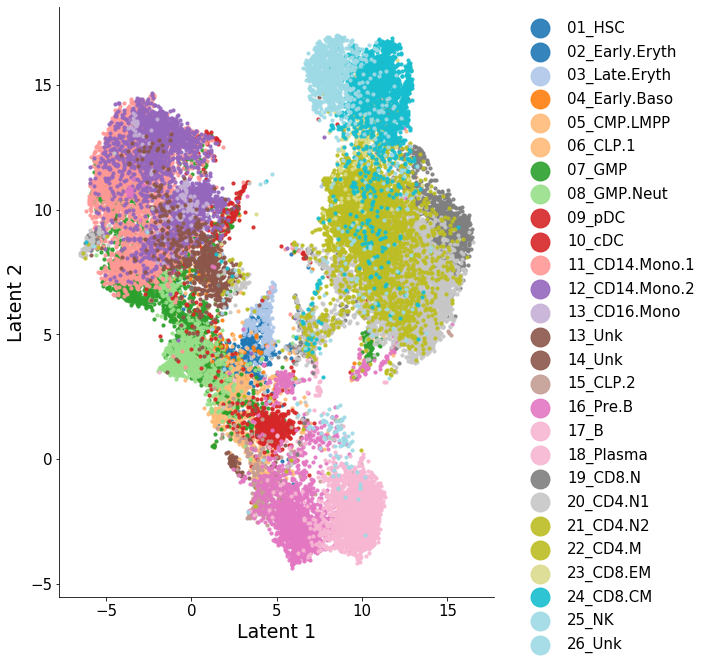 15
10
5
0
−5
−5
0
5
10
15
Latent 1
Latent 2
01_HSC
02_Early.Eryth
03_Late.Eryth
04_Early.Baso
05_CMP.LMPP
06_CLP.1
07_GMP
08_GMP.Neut
09_pDC
10_cDC
11_CD14.Mono.1
12_CD14.Mono.2
13_CD16.Mono
13_Unk
14_Unk
15_CLP.2
16_Pre.B
17_B
18_Plasma
19_CD8.N
20_CD4.N1
21_CD4.N2
22_CD4.M
23_CD8.EM
24_CD8.CM
25_NK
26_Unk